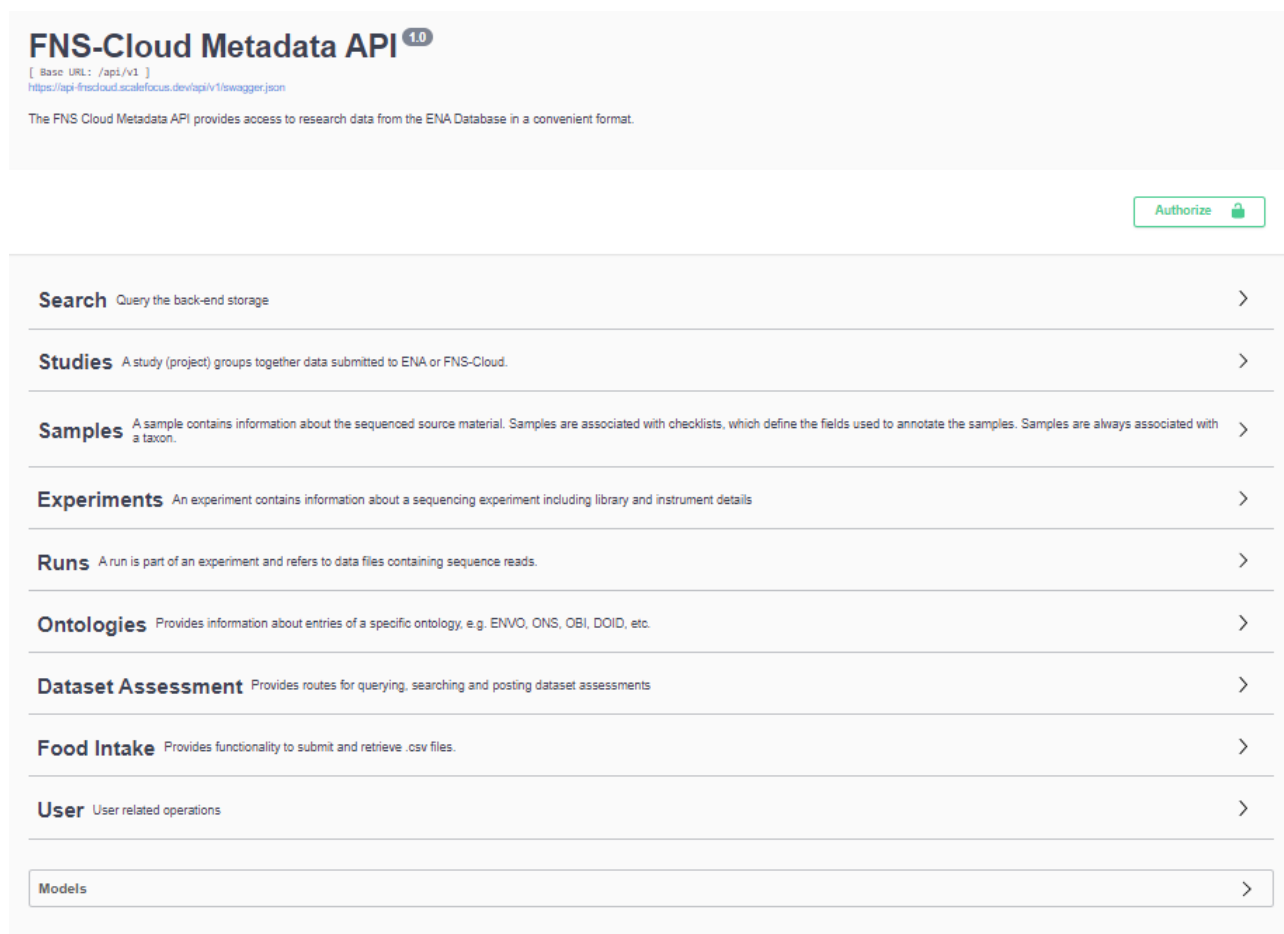 FNS-Cloud Metadata API 1.0
[ Base URL: /api/v1 ]
https://api-fnscloud.scalefocus.dev/api/v1/swagger.json
The FNS Cloud Metadata API provides access to research data from the ENA Database in a convenient format.
Authorize
Search Query the back-end storage
Studies A study (project) groups together data submitted to ENA or FNS-Cloud.
Samples A sample contains information about the sequenced source material. Samples are associated with checklists, which define the fields used to annotate the samples. Samples are always associated with
a taxon.
Experiments An experiment contains information about a sequencing experiment including library and instrument details
Runs A run is part of an experiment and refers to data files containing sequence reads.
Ontologies Provides information about entries of a specific ontology, e.g. ENVO, ONS, OBI, DOID, etc.
Dataset Assessment Provides routes for querying, searching and posting dataset assessments
Food Intake Provides functionality to submit and retrieve .csv files.
User User related operations
Models